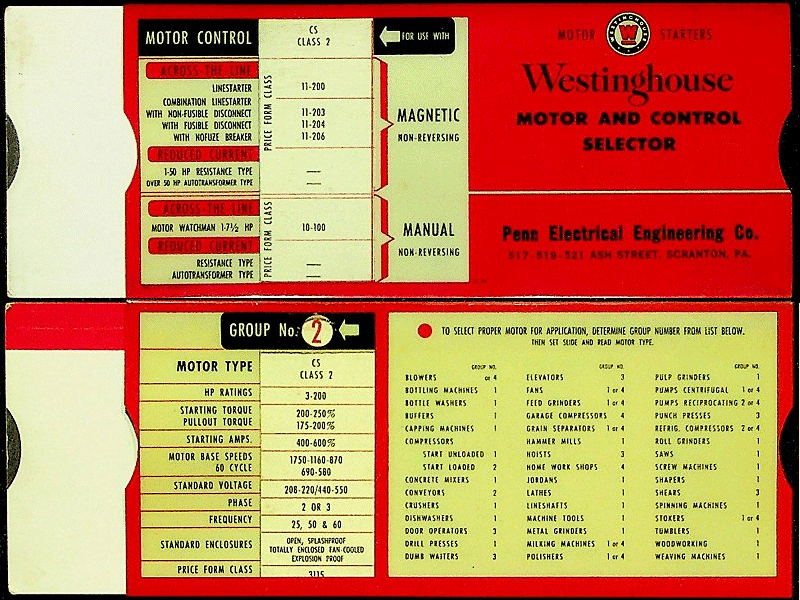 MOTOR CONTROL
CS
CLASS 2
FOR USE WITH
ACROSS THE LINE
LINESTARTER 11-200
COMBINATION LINESTARTER
WITH NON-FUSIBLE DISCONNECT 11-203
WITH FUSIBLE DISCONNECT 11-204
WITH NOFUZE BREAKER 11-206
REDUCED CURRENT
1-50 HP RESISTANCE TYPE —
OVER 50 HP AUTOTRANSFORMER TYPE —
PRICE FORM CLASS
MAGNETIC
NON-REVERSING
ACROSS-THE LINE
MOTOR WATCHMAN 1-7½ HP 10-100
REDUCED CURRENT
RESISTANCE TYPE —
AUTOTRANSFORMER TYPE —
PRICE FORM CLASS
MANUAL
NON-REVERSING
MOTOR STARTERS
WESTINGHOUSE
W
Westinghouse
MOTOR AND CONTROL
SELECTOR
Penn Electrical Engineering Co.
517-519-521 ASH STREET, SCRANTON, PA.
GROUP No. 2
MOTOR TYPE CS
CLASS 2
HP RATINGS 3-200
STARTING TORQUE 200-250%
PULLOUT TORQUE 175-200%
STARTING AMPS. 400-600%
MOTOR BASE SPEEDS 1750-1160-870
60 CYCLE 690-580
STANDARD VOLTAGE 208-220/440-550
PHASE 2 OR 3
FREQUENCY 25, 50 & 60
STANDARD ENCLOSURES OPEN, SPLASHPROOF
TOTALLY ENCLOSED FAN-COOLED
EXPLOSION PROOF
PRICE FORM CLASS 3115
TO SELECT PROPER MOTOR FOR APPLICATION, DETERMINE GROUP NUMBER FROM LIST BELOW.
THEN SET SLIDE AND READ MOTOR TYPE.
GROUP NO.
BLOWERS or 4
BOTTLING MACHINES 1
BOTTLE WASHERS 1
BUFFERS 1
CAPPING MACHINES 1
COMPRESSORS
START UNLOADED 1
START LOADED 2
CONCRETE MIXERS 1
CONVEYORS 2
CRUSHERS 1
DISHWASHERS 1
DOOR OPERATORS 3
DRILL PRESSES 1
DUMB WAITERS 3
GROUP NO.
ELEVATORS 3
FANS 1 or 4
FEED GRINDERS 1 or 4
GARAGE COMPRESSORS 4
GRAIN SEPARATORS 1 or 4
HAMMER MILLS 1
HOISTS 3
HOME WORK SHOPS 4
JORDANS 1
LATHES 1
LINESHAFTS 1
MACHINE TOOLS 1
METAL GRINDERS 1
MILKING MACHINES 1 or 4
POLISHERS 1 or 4
GROUP NO.
PULP GRINDERS 1
PUMPS CENTRIFUGAL 1 or 4
PUMPS RECIPROCATING 2 or 4
PUNCH PRESSES 3
REFRIG. COMPRESSORS 2 or 4
ROLL GRINDERS 1
SAWS 1
SCREW MACHINES 1
SHAPERS 1
SHEARS 3
SPINNING MACHINES 1
STOKERS 1 or 4
TUMBLERS 1
WOODWORKING 1
WEAVING MACHINES 1